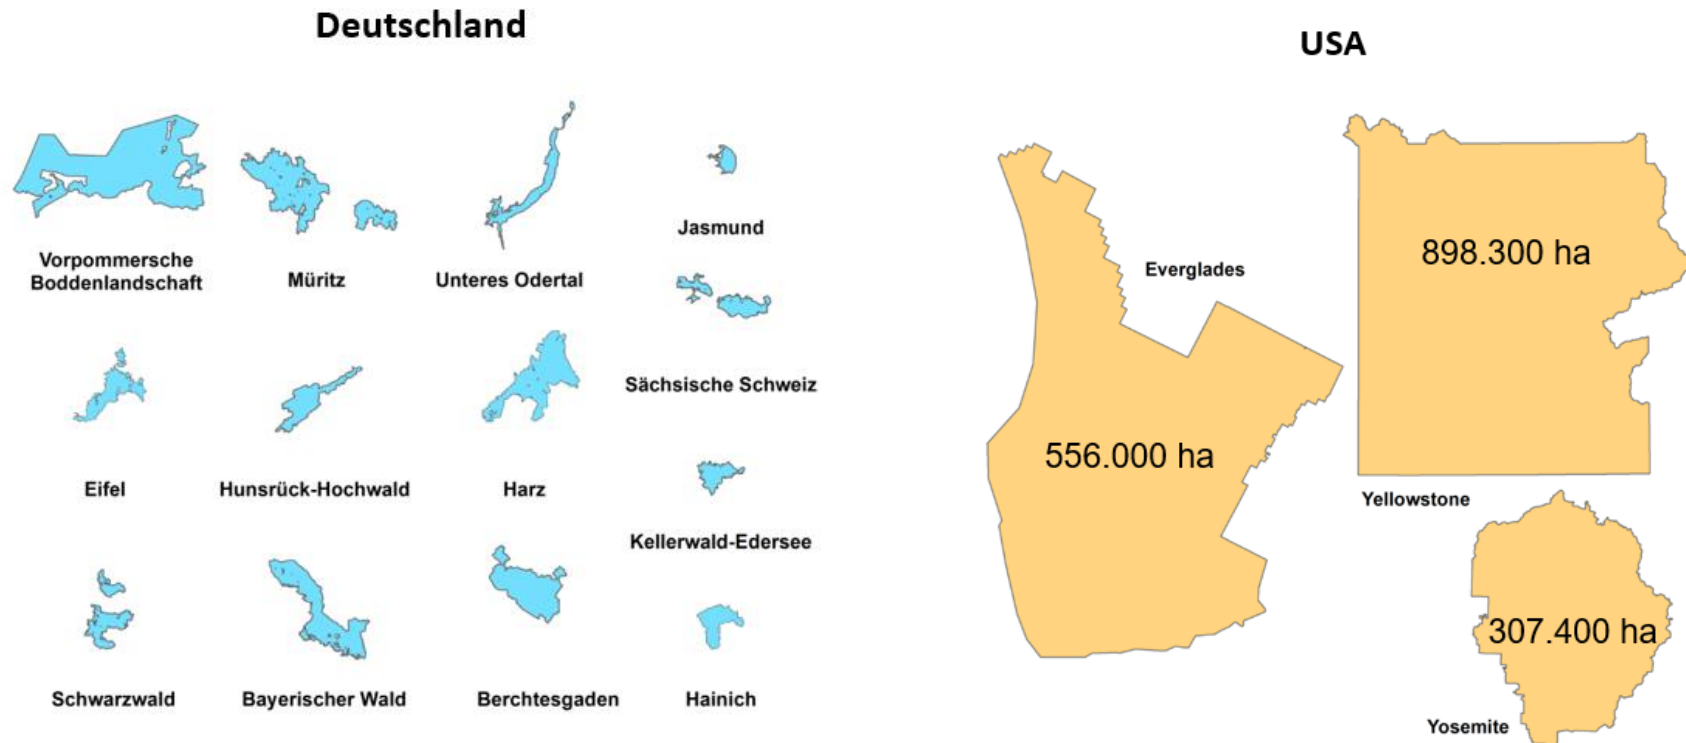 Deutschland
Vorpommersche
Boddenlandschaft
Müritz
Unteres Odertal
Jasmund
Sächsische Schweiz
Eifel
Hunsrück-Hochwald
Harz
Kellerwald-Edersee
Schwarzwald
Bayerischer Wald
Berchtesgaden
Hainich
USA
Everglades
556.000 ha
898.300 ha
Yellowstone
307.400 ha
Yosemite